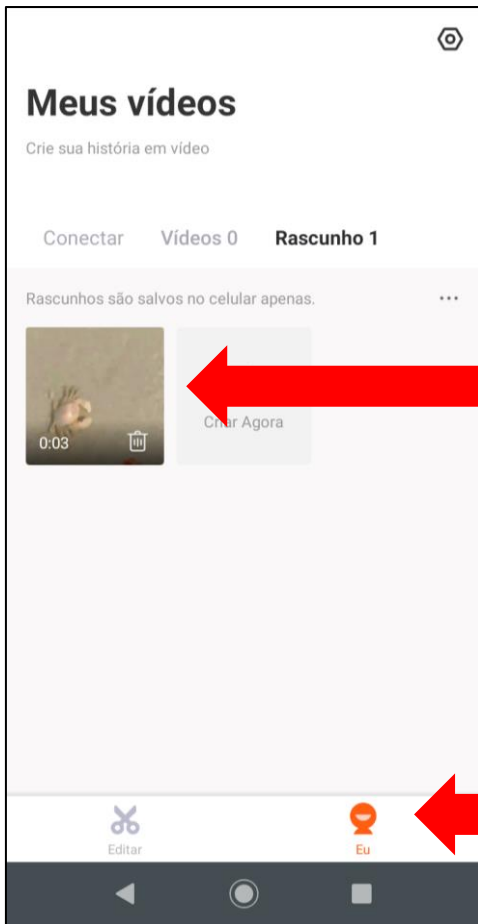 Meus vídeos
Crie sua história em vídeo
Conectar Vídeos 0 Rascunho 1
Rascunhos são salvos no celular apenas.
0:03
Criar Agora
Editar Eu